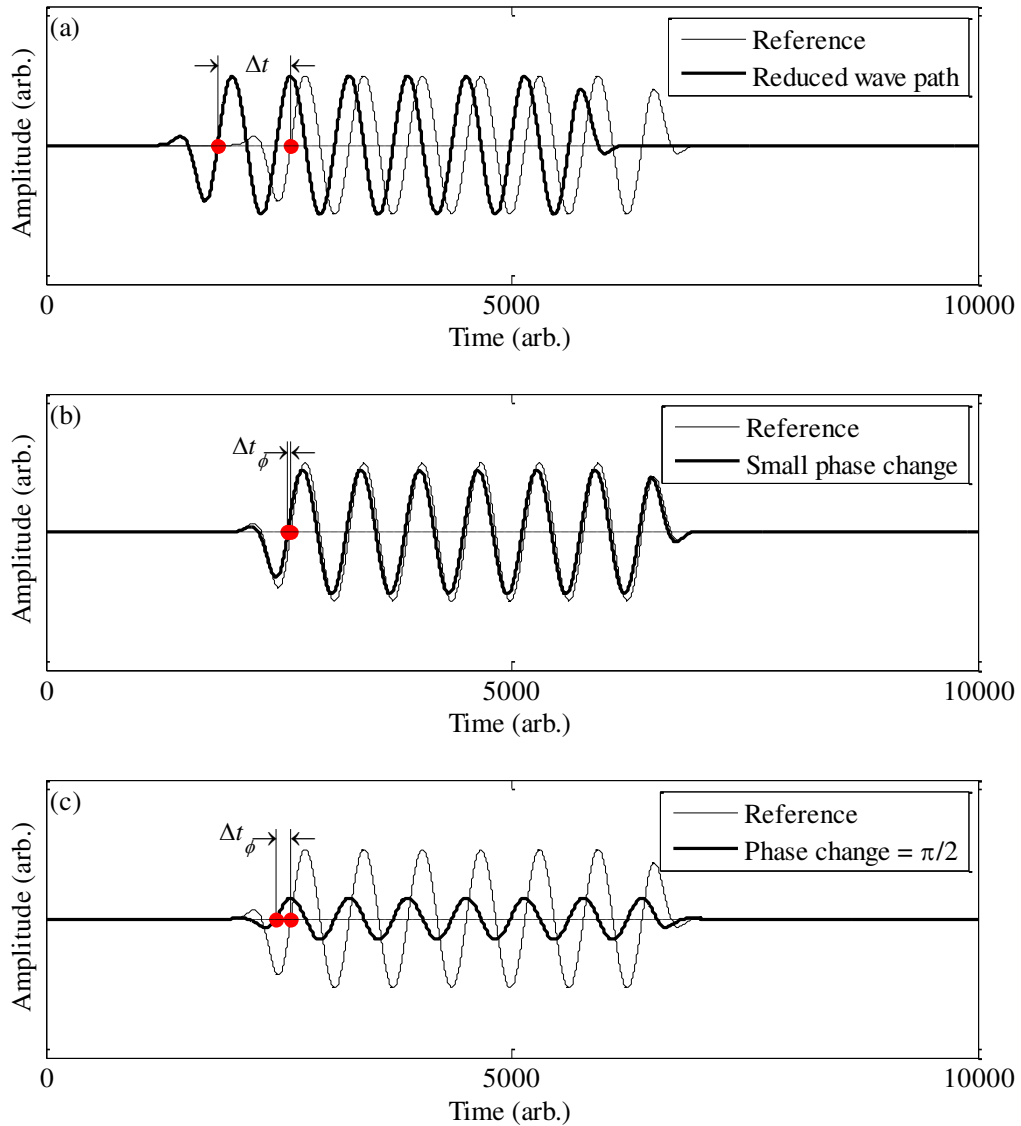 (a)
Δt
Reference
Reduced wave path
Amplitude (arb.)
0
5000
10000
Time (arb.)
(b)
Δtϕ
Reference
Small phase change
Amplitude (arb.)
0
5000
10000
Time (arb.)
(c)
Δtϕ
Reference
Phase change = π/2
Amplitude (arb.)
0
5000
10000
Time (arb.)